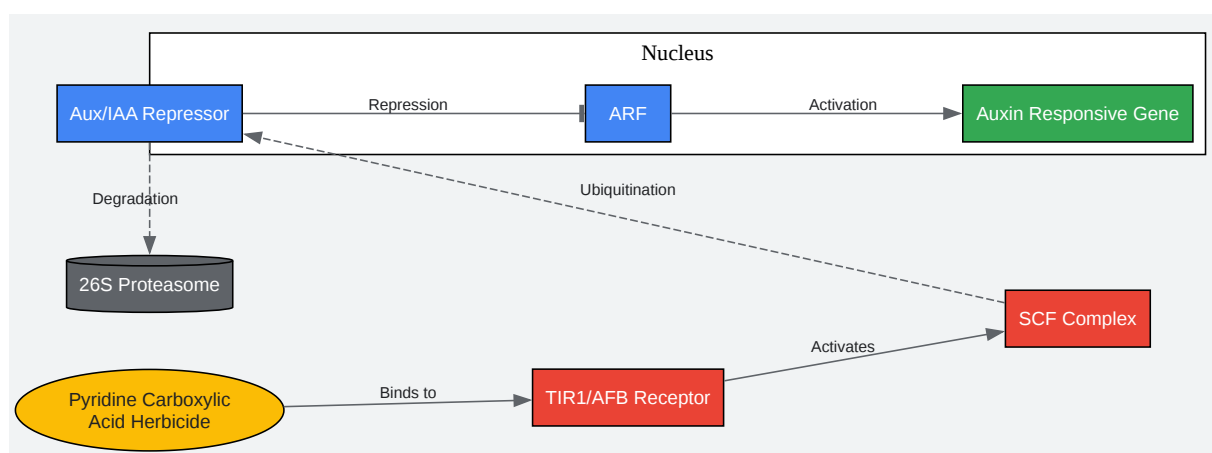 Nucleus
Aux/IAA Repressor
Repression
ARF
Activation
Auxin Responsive Gene
Degradation
Ubiquitination
26S Proteasome
SCF Complex
Activates
Pyridine Carboxylic
Acid Herbicide
Binds to
TIR1/AFB Receptor